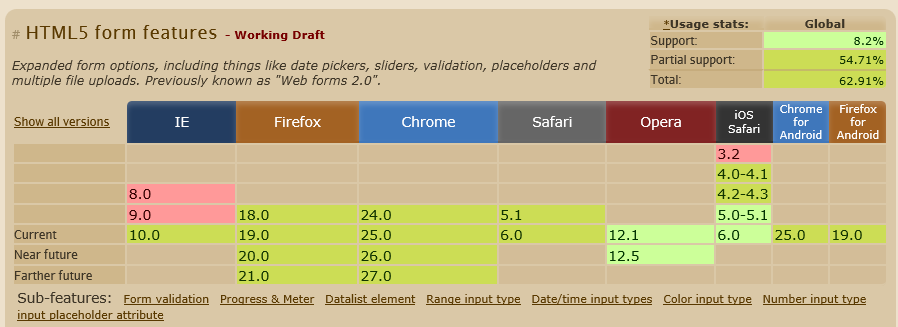 # HTML5 form features - Working Draft
*Usage stats: Global
Support: 8.2%
Partial support: 54.71%
Total: 62.91%
Expanded form options, including things like date pickers, sliders, validation, placeholders and
multiple file uploads. Previously known as "Web forms 2.0".
Show all versions IE Firefox Chrome Safari Opera iOS Safari Chrome for Android Firefox for Android
3.2
4.0-4.1
8.0 4.2-4.3
9.0 18.0 24.0 5.1 5.0-5.1
Current 10.0 19.0 25.0 6.0 12.1 6.0 25.0 19.0
Near future 20.0 26.0 12.5
Farther future 21.0 27.0
Sub-features: Form validation Progress & Meter Datalist element Range input type Date/time input types Color input type Number input type
input placeholder attribute